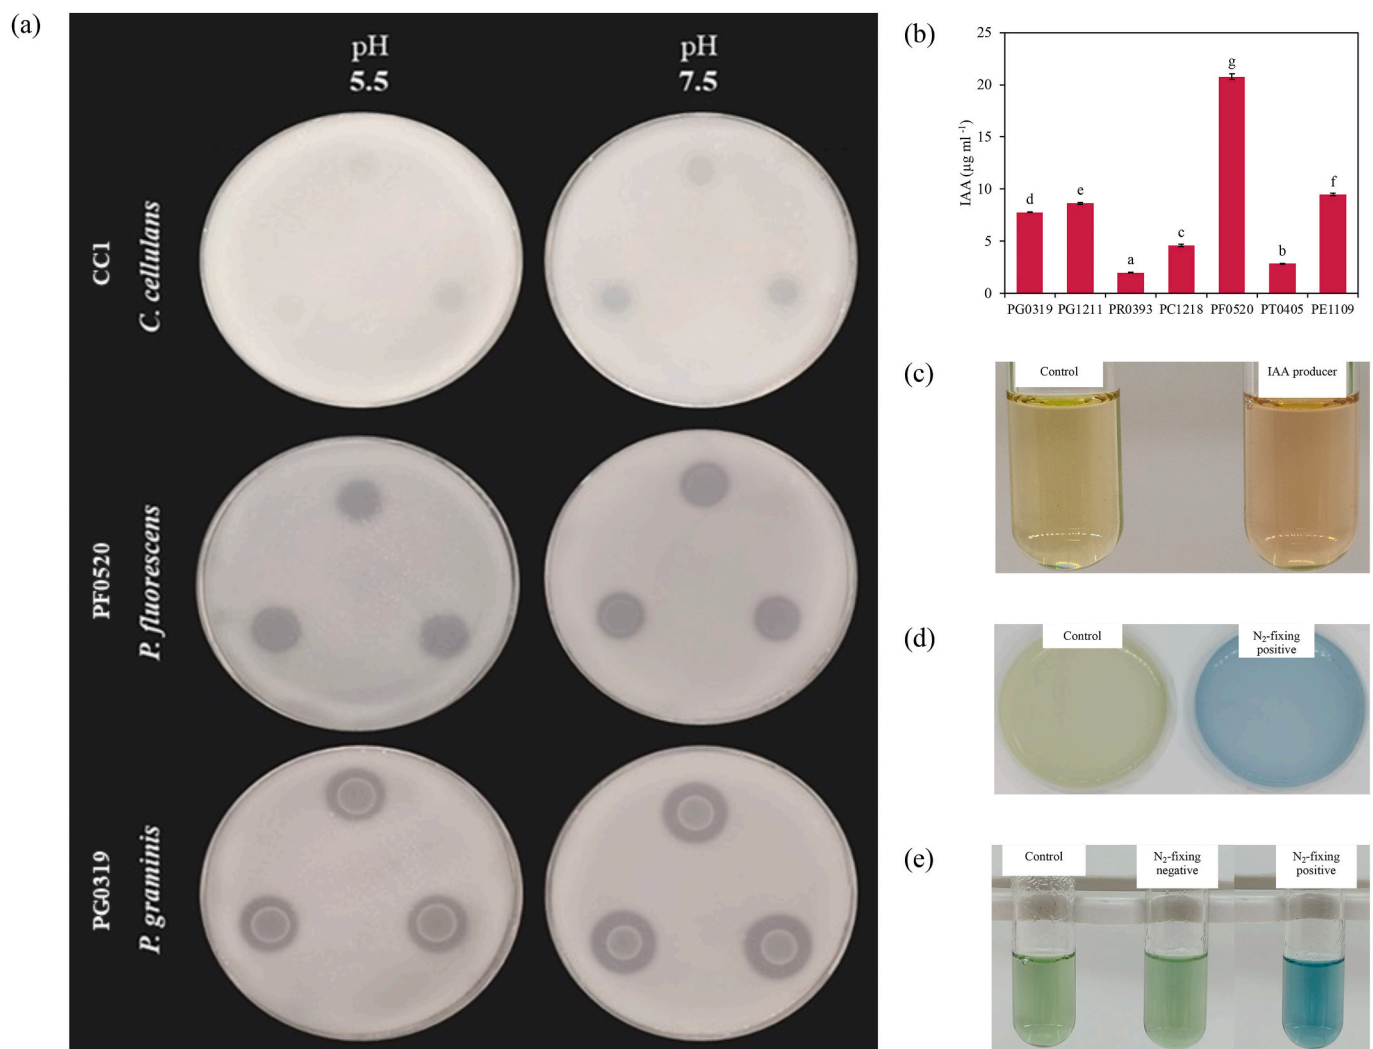 (a)
pH
5.5
pH
7.5
CC1
C. cellulans
PF0520
P. fluorescens
PG0319
P. graminis
(b)
IAA (µg ml ⁻¹)
25
20
15
10
5
0
d
e
a
c
g
b
f
PG0319 PG1211 PR0393 PC1218 PF0520 PT0405 PE1109
(c)
Control
IAA producer
(d)
Control
N₂-fixing
positive
(e)
Control
N₂-fixing
negative
N₂-fixing
positive